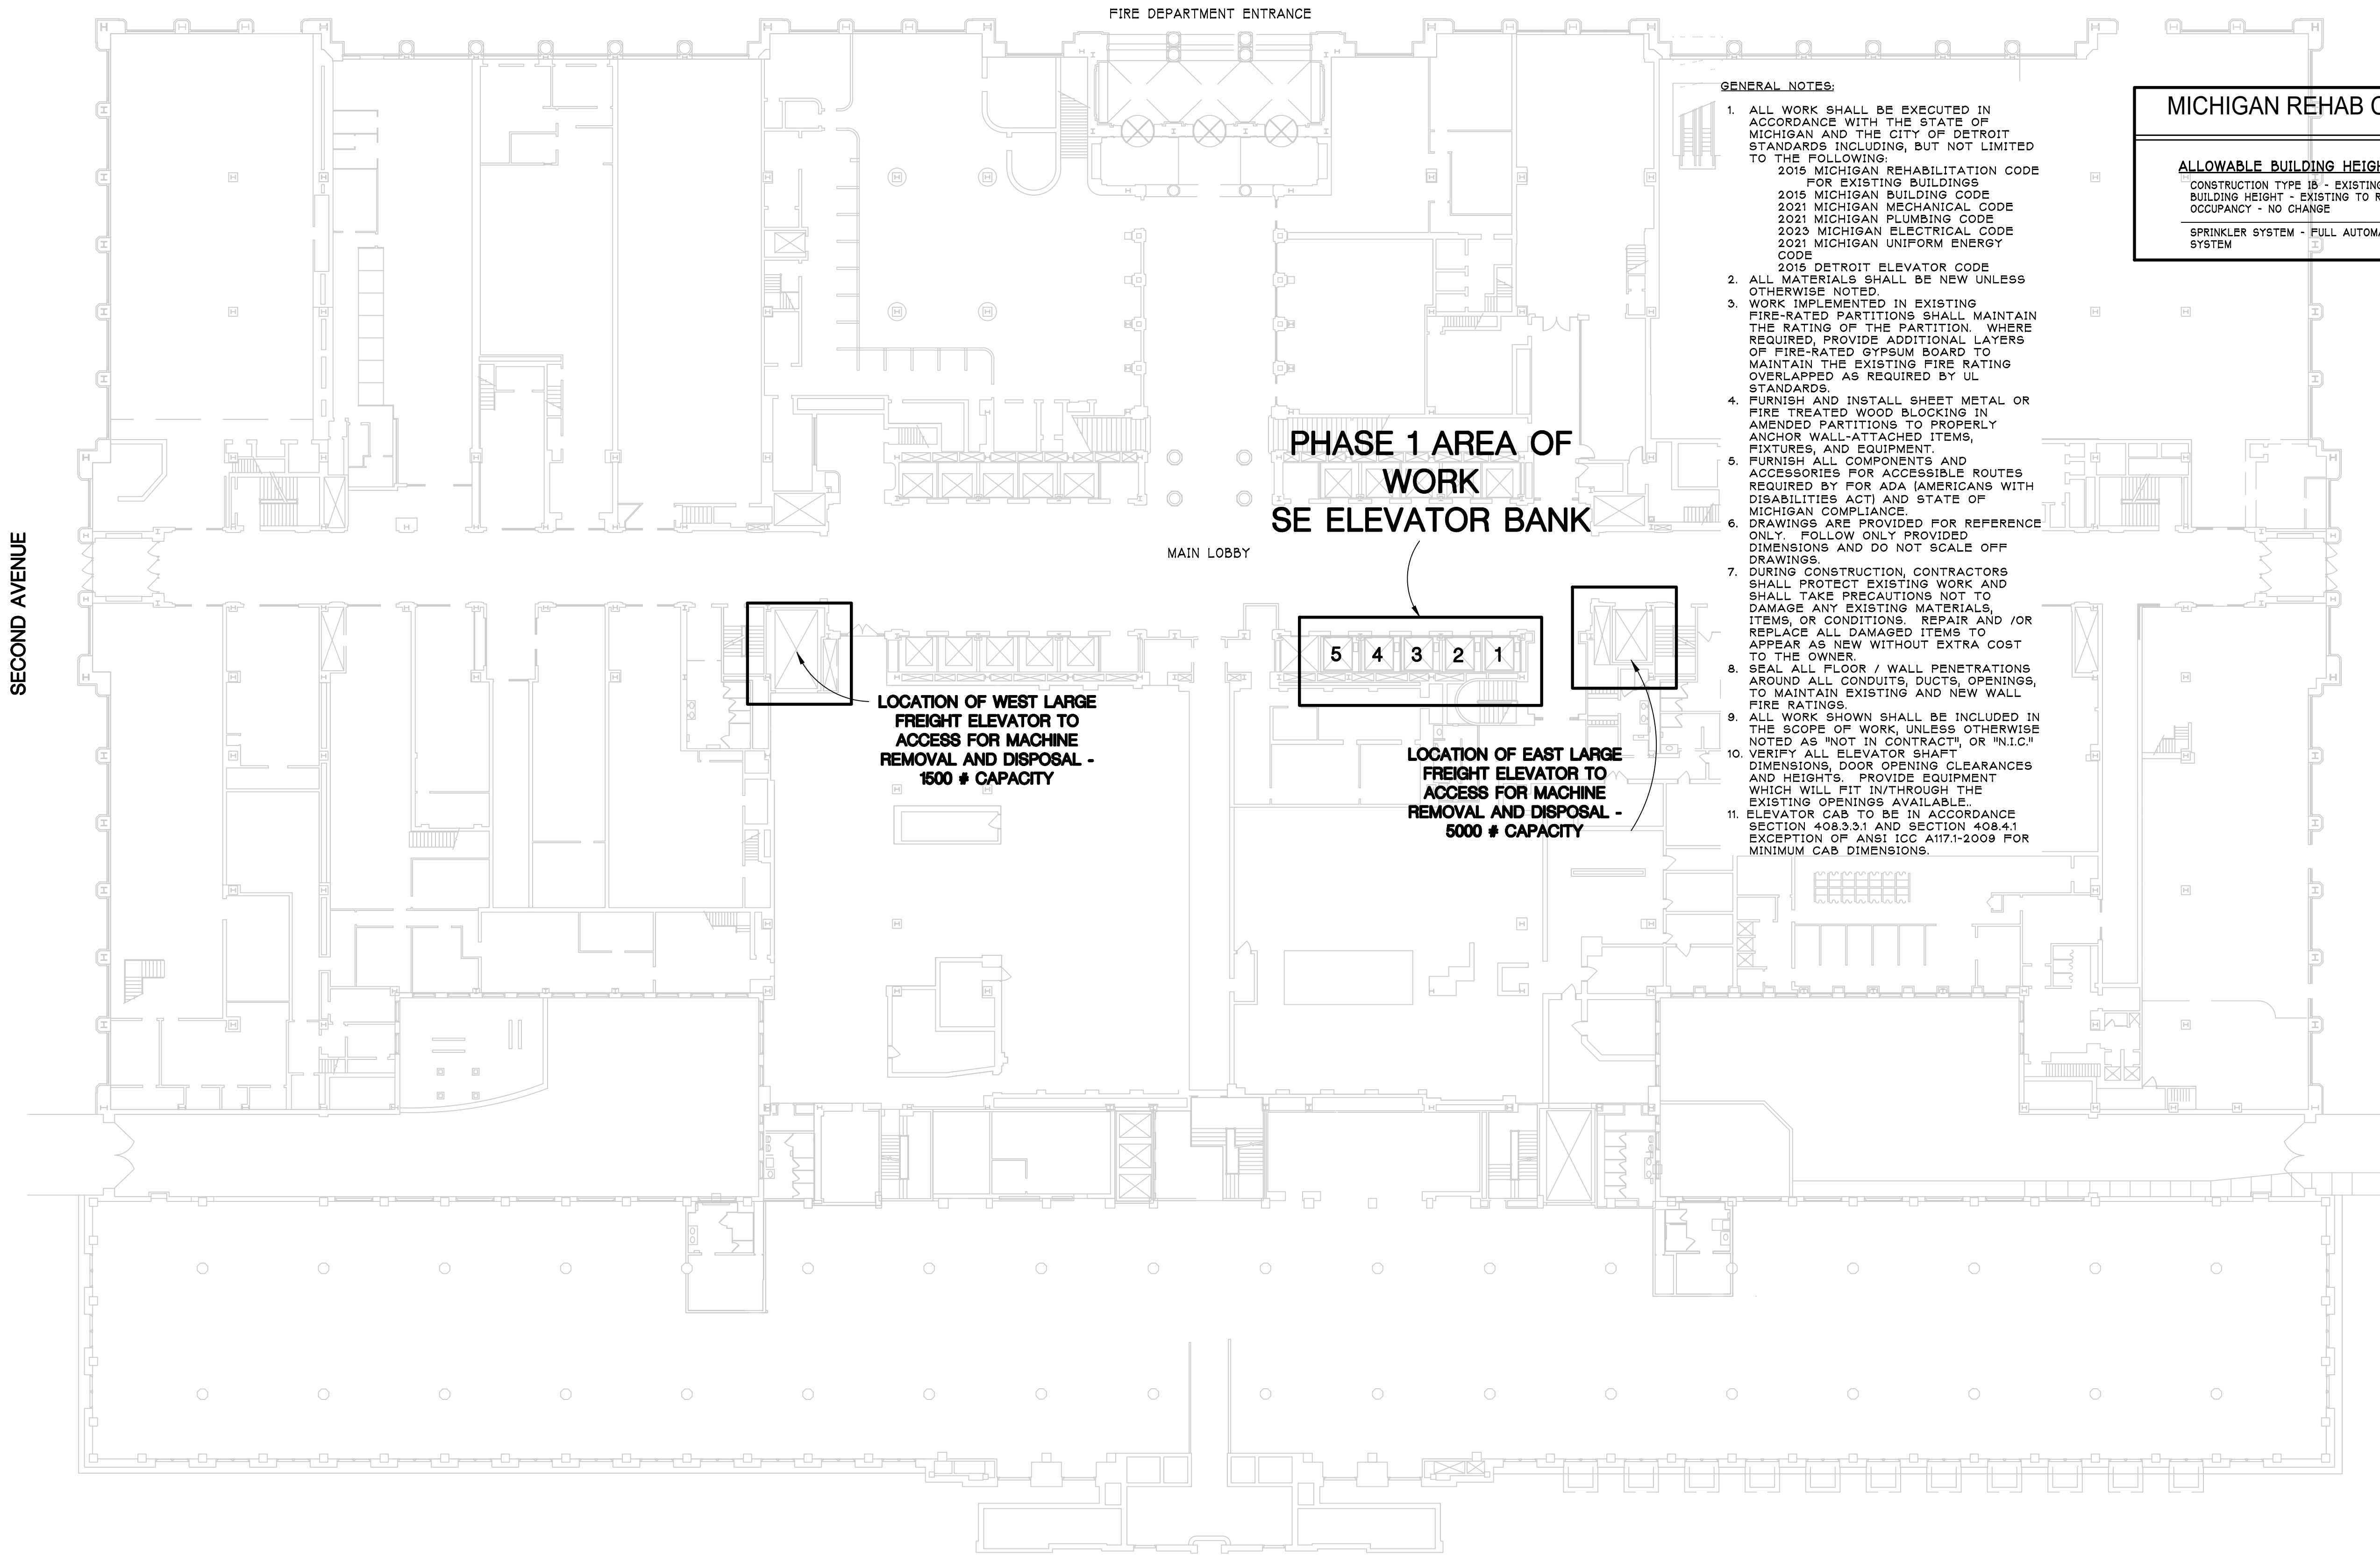 FIRE DEPARTMENT ENTRANCE
GENERAL NOTES:
1. ALL WORK SHALL BE EXECUTED IN
ACCORDANCE WITH THE STATE OF
MICHIGAN AND THE CITY OF DETROIT
STANDARDS INCLUDING, BUT NOT LIMITED
TO THE FOLLOWING:
2015 MICHIGAN REHABILITATION CODE
FOR EXISTING BUILDINGS
2015 MICHIGAN BUILDING CODE
2021 MICHIGAN MECHANICAL CODE
2021 MICHIGAN PLUMBING CODE
2023 MICHIGAN ELECTRICAL CODE
2021 MICHIGAN UNIFORM ENERGY
CODE
2015 DETROIT ELEVATOR CODE
2. ALL MATERIALS SHALL BE NEW UNLESS
OTHERWISE NOTED.
3. WORK IMPLEMENTED IN EXISTING
FIRE-RATED PARTITIONS SHALL MAINTAIN
THE RATING OF THE PARTITION. WHERE
REQUIRED, PROVIDE ADDITIONAL LAYERS
OF FIRE-RATED GYPSUM BOARD TO
MAINTAIN THE EXISTING FIRE RATING
OVERLAPPED AS REQUIRED BY UL
STANDARDS.
4. FURNISH AND INSTALL SHEET METAL OR
FIRE TREATED WOOD BLOCKING IN
AMENDED PARTITIONS TO PROPERLY
ANCHOR WALL-ATTACHED ITEMS,
FIXTURES, AND EQUIPMENT.
5. FURNISH ALL COMPONENTS AND
ACCESSORIES FOR ACCESSIBLE ROUTES
REQUIRED BY FOR ADA (AMERICANS WITH
DISABILITIES ACT) AND STATE OF
MICHIGAN COMPLIANCE.
6. DRAWINGS ARE PROVIDED FOR REFERENCE
ONLY. FOLLOW ONLY PROVIDED
DIMENSIONS AND DO NOT SCALE OFF
DRAWINGS.
7. DURING CONSTRUCTION, CONTRACTORS
SHALL PROTECT EXISTING WORK AND
SHALL TAKE PRECAUTIONS NOT TO
DAMAGE ANY EXISTING MATERIALS,
ITEMS, OR CONDITIONS. REPAIR AND /OR
REPLACE ALL DAMAGED ITEMS TO
APPEAR AS NEW WITHOUT EXTRA COST
TO THE OWNER.
8. SEAL ALL FLOOR / WALL PENETRATIONS
AROUND ALL CONDUITS, DUCTS, OPENINGS,
TO MAINTAIN EXISTING AND NEW WALL
FIRE RATINGS.
9. ALL WORK SHOWN SHALL BE INCLUDED IN
THE SCOPE OF WORK, UNLESS OTHERWISE
NOTED AS "NOT IN CONTRACT", OR "N.I.C."
10. VERIFY ALL ELEVATOR SHAFT
DIMENSIONS, DOOR OPENING CLEARANCES
AND HEIGHTS. PROVIDE EQUIPMENT
WHICH WILL FIT IN/THROUGH THE
EXISTING OPENINGS AVAILABLE..
11. ELEVATOR CAB TO BE IN ACCORDANCE
SECTION 408.3.3.1 AND SECTION 408.4.1
EXCEPTION OF ANSI ICC A117.1-2009 FOR
MINIMUM CAB DIMENSIONS.
MICHIGAN REHAB
ALLOWABLE BUILDING
CONSTRUCTION TYPE IB - EXISTING
BUILDING HEIGHT - EXISTING TO
OCCUPANCY - NO CHANGE
SPRINKLER SYSTEM - FULL
SYSTEM
PHASE 1 AREA OF
WORK
SE ELEVATOR BANK
MAIN LOBBY
SECOND AVENUE
5 4 3 2 1
LOCATION OF WEST LARGE
FREIGHT ELEVATOR TO
ACCESS FOR MACHINE
REMOVAL AND DISPOSAL -
1500 # CAPACITY
LOCATION OF EAST LARGE
FREIGHT ELEVATOR TO
ACCESS FOR MACHINE
REMOVAL AND DISPOSAL -
5000 # CAPACITY